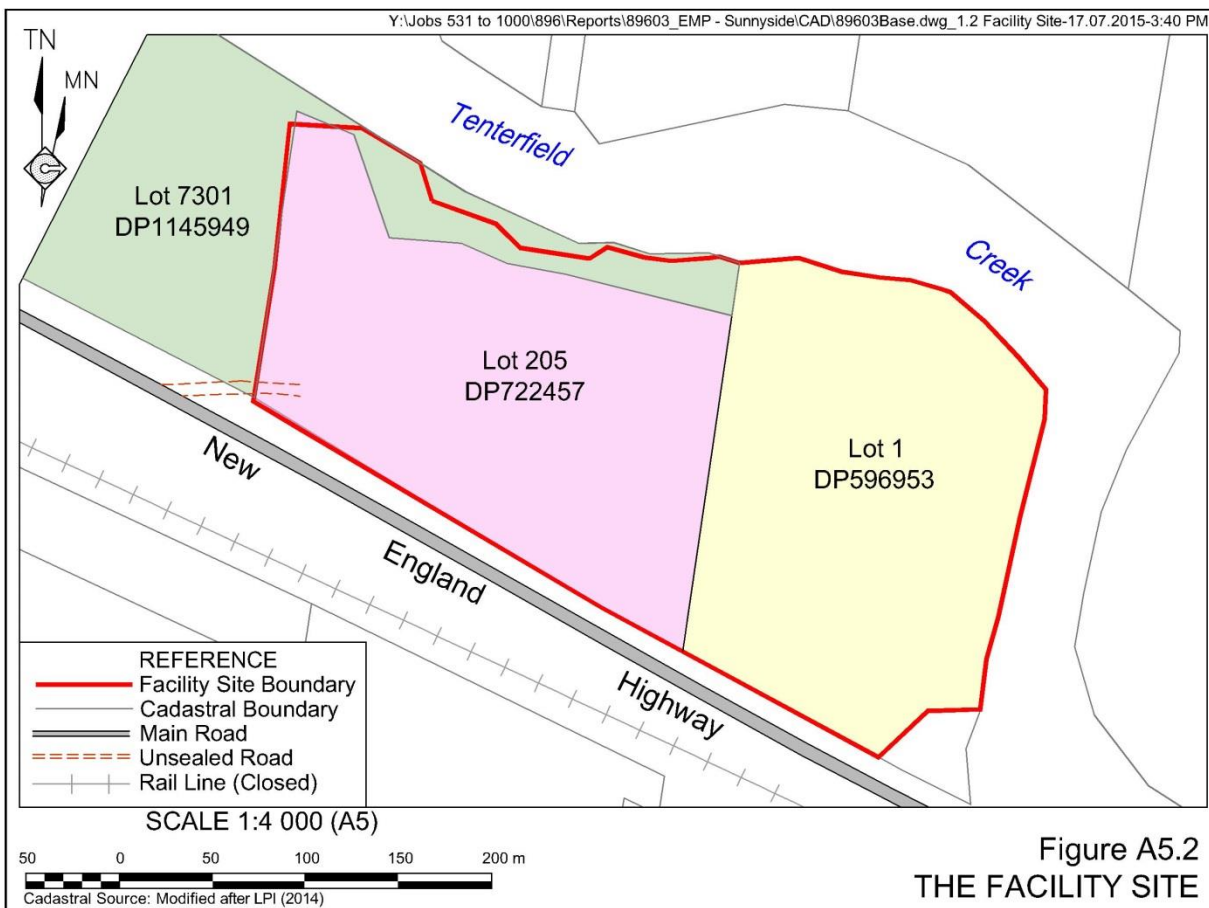 Y:\Jobs 531 to 1000\896\Reports\89603_EMP - Sunnyside\CAD\89603Base.dwg_1.2 Facility Site-17.07.2015-3:40 PM
TN
MN
Tenterfield
Creek
Lot 7301
DP1145949
Lot 205
DP722457
Lot 1
DP596953
New
England
Highway
REFERENCE
Facility Site Boundary
Cadastral Boundary
Main Road
Unsealed Road
Rail Line (Closed)
SCALE 1:4 000 (A5)
50 0 50 100 150 200 m
Cadastral Source: Modified after LPI (2014)
Figure A5.2
THE FACILITY SITE